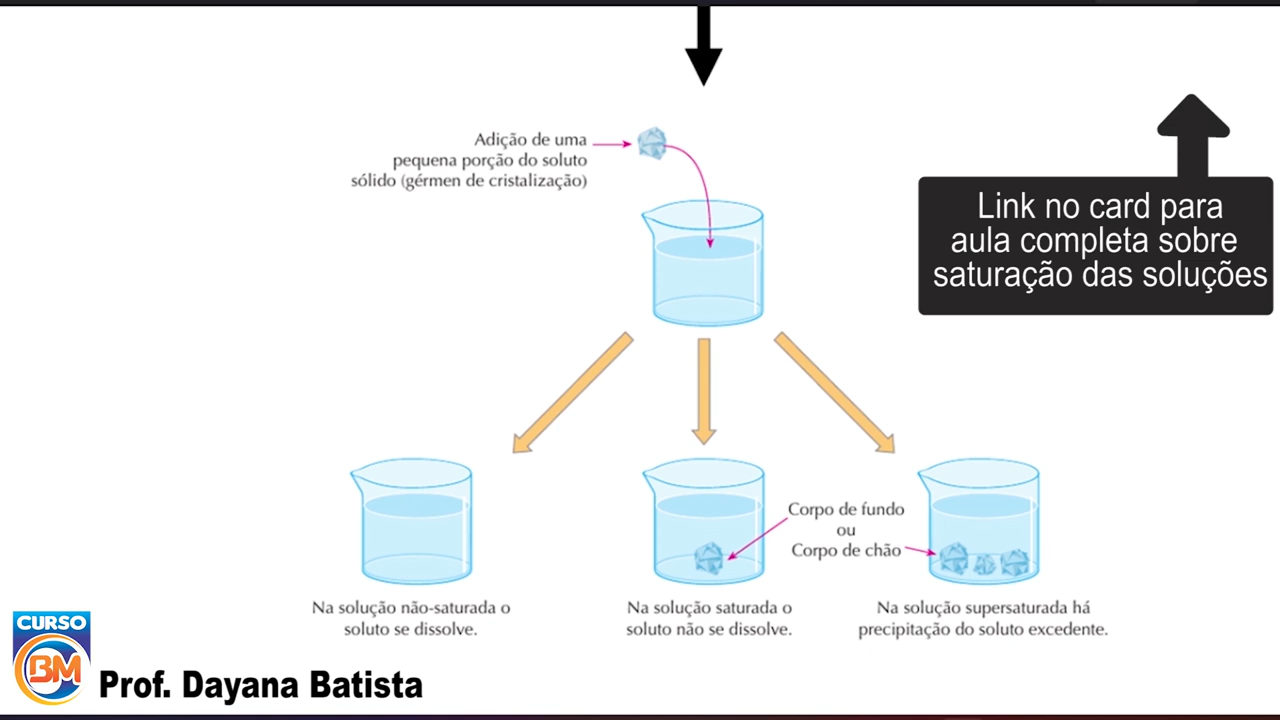 Adição de uma
pequena porção do soluto
sólido (gérmen de cristalização)
Link no card para
aula completa sobre
saturação das soluções
Corpo de fundo
ou
Corpo de chão
Na solução não-saturada o
soluto se dissolve.
Na solução saturada o
soluto não se dissolve.
Na solução supersaturada há
precipitação do soluto excedente.
CURSO
BM
Prof. Dayana Batista